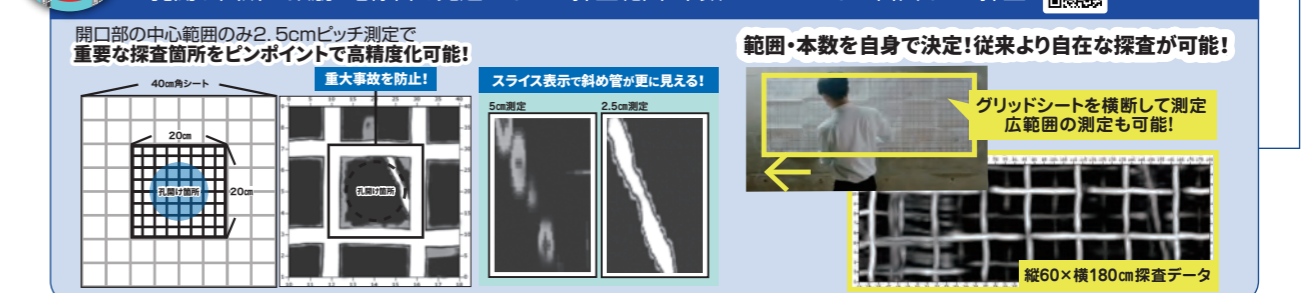 開口部の中心範囲のみ2.5cmピッチ測定で
重要な探査箇所をピンポイントで高精度化可能!
40cm角シート
20cm
孔開け箇所
20cm
重大事故を防止!
孔開け箇所
スライス表示で斜め管が更に見える!
5cm測定
2.5cm測定
範囲・本数を自身で決定!従来より自在な探査が可能!
グリッドシートを横断して測定
広範囲の測定も可能!
縦60×横180cm探査データ